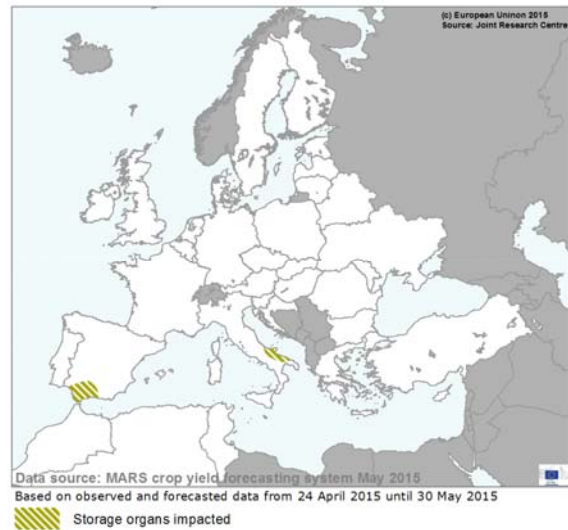 (c) European Uninon 2015
Source: Joint Research Centre
Data source: MARS crop yield forecasting system May 2015
Based on observed and forecasted data from 24 April 2015 until 30 May 2015
Storage organs impacted